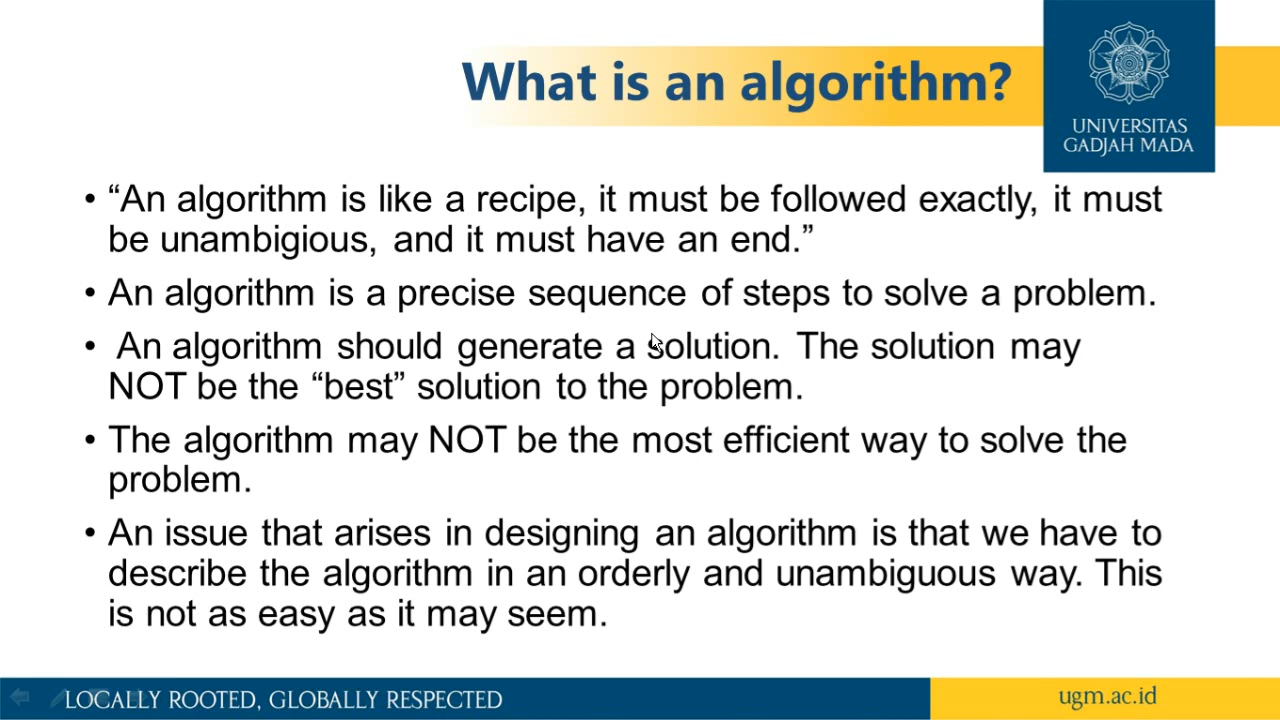 What is an algorithm?
UNIVERSITAS
GADJAH MADA
• “An algorithm is like a recipe, it must be followed exactly, it must
be unambigious, and it must have an end.”
• An algorithm is a precise sequence of steps to solve a problem.
• An algorithm should generate a solution. The solution may
NOT be the “best” solution to the problem.
• The algorithm may NOT be the most efficient way to solve the
problem.
• An issue that arises in designing an algorithm is that we have to
describe the algorithm in an orderly and unambiguous way. This
is not as easy as it may seem.
LOCALLY ROOTED, GLOBALLY RESPECTED
ugm.ac.id